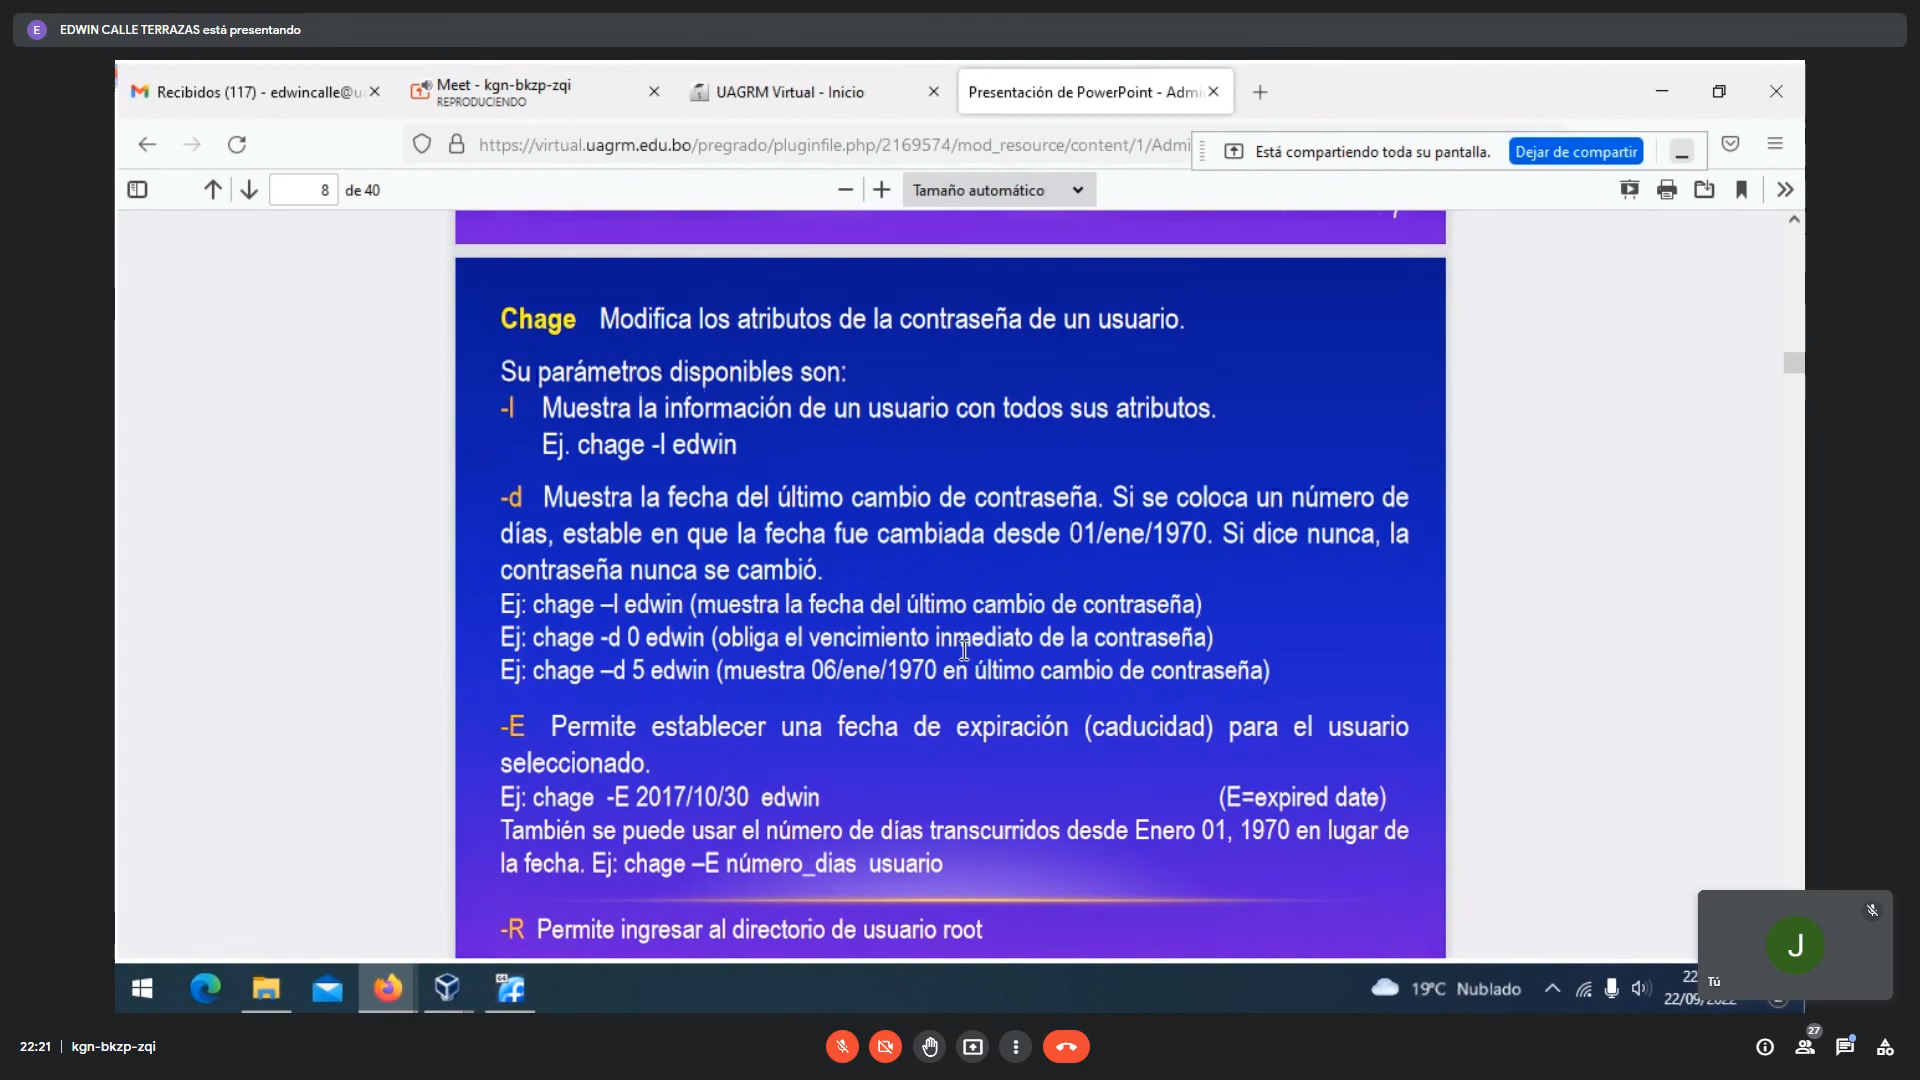 E EDWIN CALLE TERRAZAS está presentando
Recibidos (117) - edwincalle@u
Meet - kgn-bkzp-zqi
REPRODUCIENDO
UAGRM Virtual - Inicio
Presentación de PowerPoint - Admi
https://virtual.uagrm.edu.bo/pregrado/pluginfile.php/2169574/mod_resource/content/1/Admi
Está compartiendo toda su pantalla.
Dejar de compartir
8 de 40
Tamaño automático
Chage Modifica los atributos de la contraseña de un usuario.
Su parámetros disponibles son:
-l Muestra la información de un usuario con todos sus atributos.
Ej. chage -l edwin
-d Muestra la fecha del último cambio de contraseña. Si se coloca un número de
días, estable en que la fecha fue cambiada desde 01/ene/1970. Si dice nunca, la
contraseña nunca se cambió.
Ej: chage –l edwin (muestra la fecha del último cambio de contraseña)
Ej: chage -d 0 edwin (obliga el vencimiento inmediato de la contraseña)
Ej: chage –d 5 edwin (muestra 06/ene/1970 en último cambio de contraseña)
-E Permite establecer una fecha de expiración (caducidad) para el usuario
seleccionado.
Ej: chage -E 2017/10/30 edwin (E=expired date)
También se puede usar el número de días transcurridos desde Enero 01, 1970 en lugar de
la fecha. Ej: chage –E número_dias usuario
-R Permite ingresar al directorio de usuario root
J
Tú
19°C Nublado
22
22/09/2022
22:21 | kgn-bkzp-zqi
27